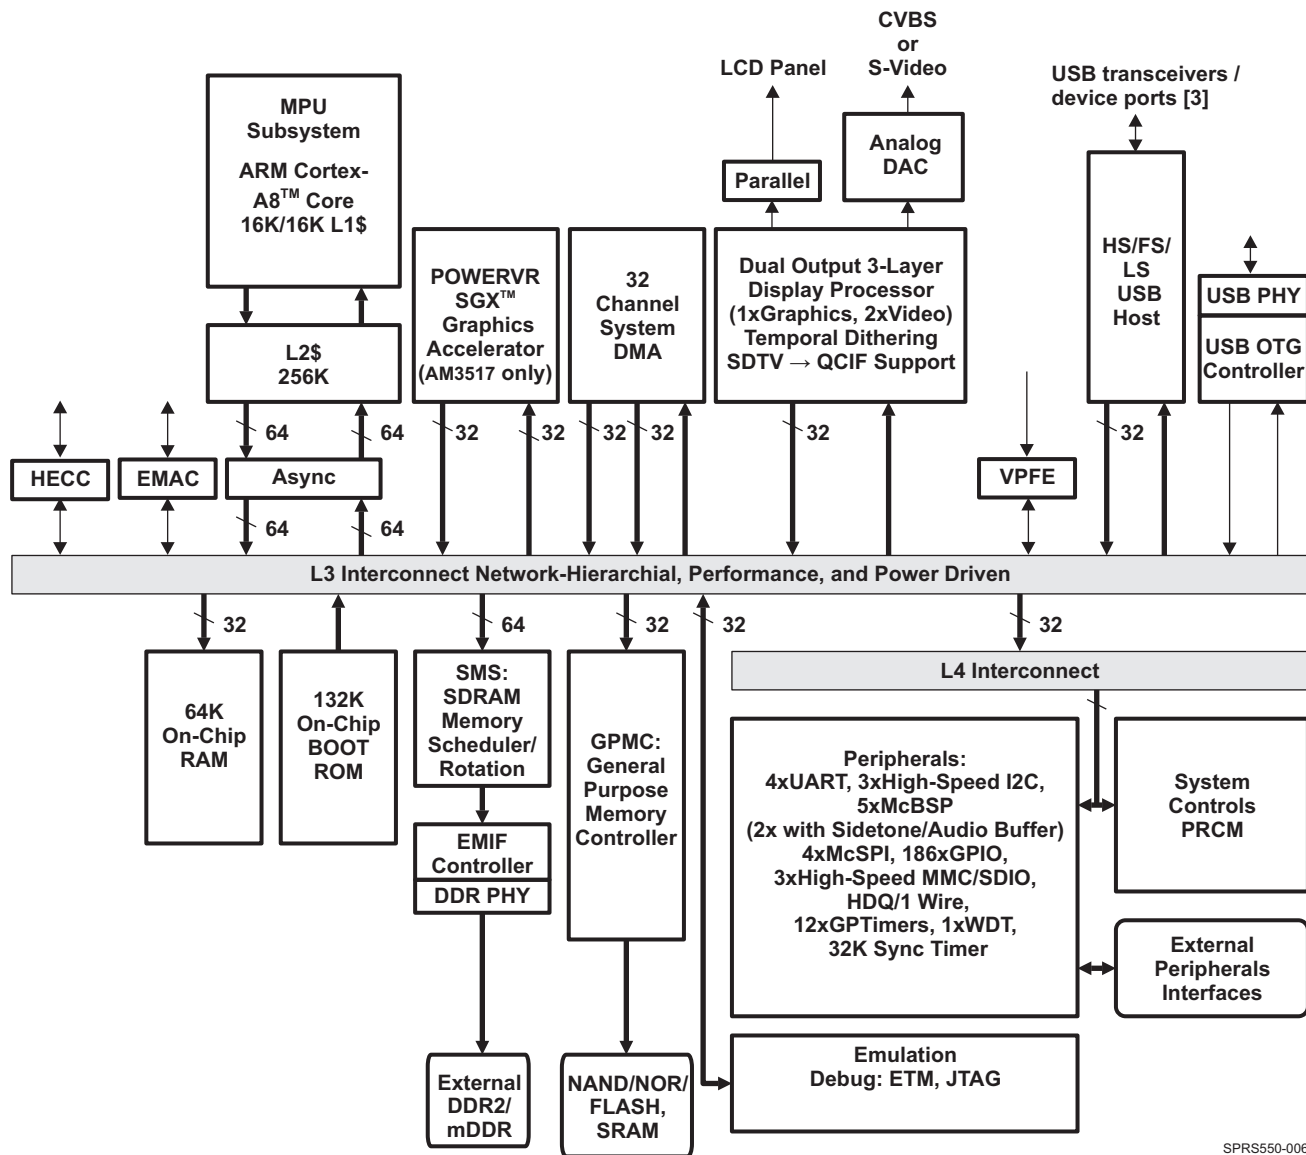 CVBS
or
S-Video
LCD Panel
USB transceivers /
device ports [3]
MPU
Subsystem
ARM Cortex-
A8™ Core
16K/16K L1$
Analog
DAC
Parallel
POWERVR
SGX™
Graphics
Accelerator
(AM3517 only)
32
Channel
System
DMA
Dual Output 3-Layer
Display Processor
(1xGraphics, 2xVideo)
Temporal Dithering
SDTV → QCIF Support
HS/FS/
LS
USB
Host
USB PHY
USB OTG
Controller
L2$
256K
64
64
32
32
32
32
32
32
HECC
EMAC
Async
VPFE
64
64
L3 Interconnect Network-Hierarchial, Performance, and Power Driven
32
64
32
32
32
L4 Interconnect
64K
On-Chip
RAM
132K
On-Chip
BOOT
ROM
SMS:
SDRAM
Memory
Scheduler/
Rotation
EMIF
Controller
DDR PHY
GPMC:
General
Purpose
Memory
Controller
Peripherals:
4xUART, 3xHigh-Speed I2C,
5xMcBSP
(2x with Sidetone/Audio Buffer)
4xMcSPI, 186xGPIO,
3xHigh-Speed MMC/SDIO,
HDQ/1 Wire,
12xGPTimers, 1xWDT,
32K Sync Timer
System
Controls
PRCM
External
Peripherals
Interfaces
Emulation
Debug: ETM, JTAG
External
DDR2/
mDDR
NAND/NOR/
FLASH,
SRAM
SPRS550-006